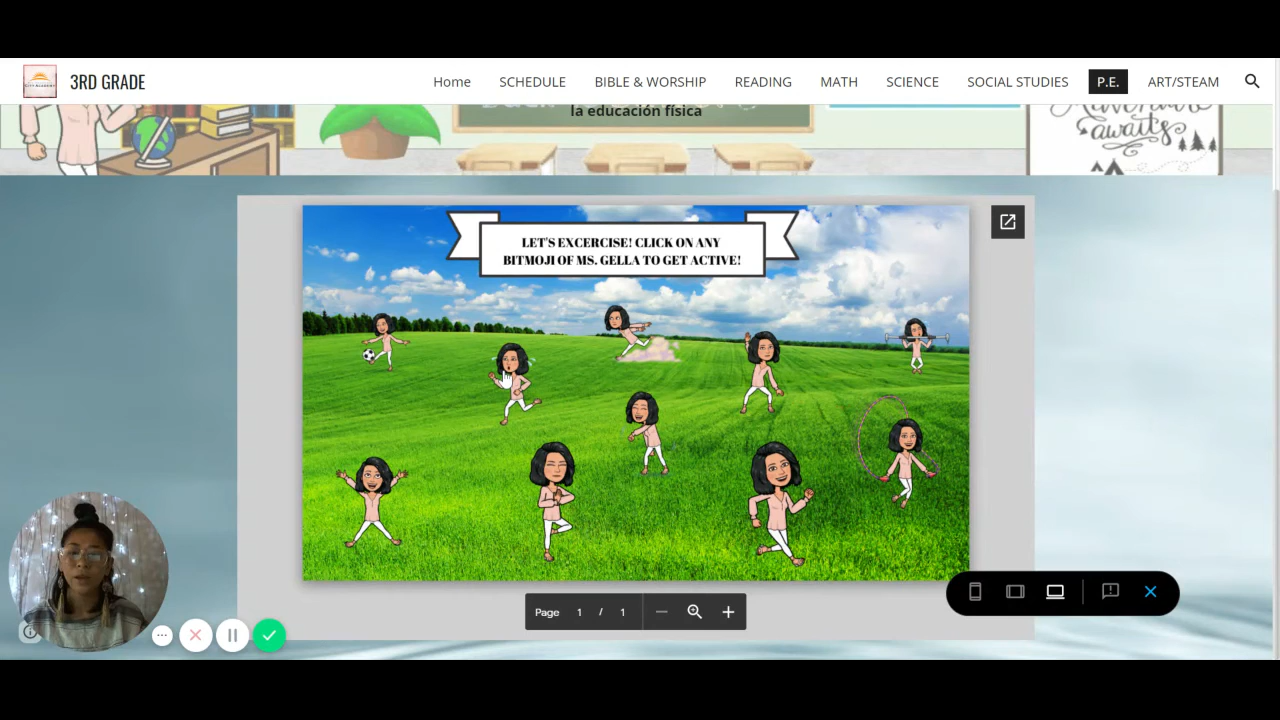 3RD GRADE
Home SCHEDULE BIBLE & WORSHIP READING MATH SCIENCE SOCIAL STUDIES P.E. ART/STEAM
la educación física
awaits
LET'S EXCERCISE! CLICK ON ANY
BITMOJI OF MS. GELLA TO GET ACTIVE!
Page 1 / 1